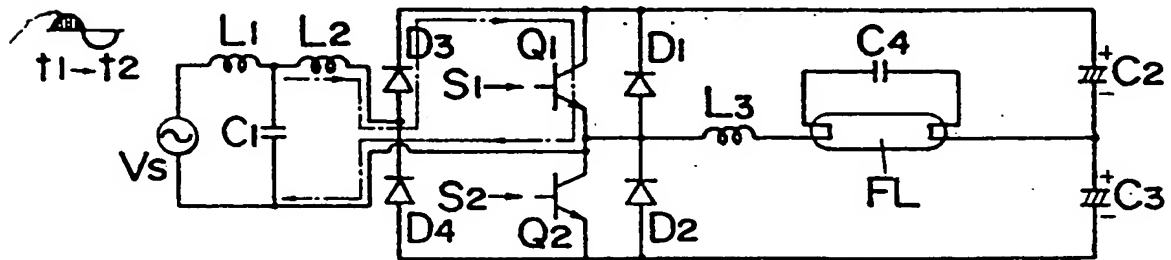 t1→t2
L1
L2
D3
Q1
D1
C4
S1
C2
+
−
L3
C1
Vs
FL
S2
D4
Q2
D2
C3
+
−